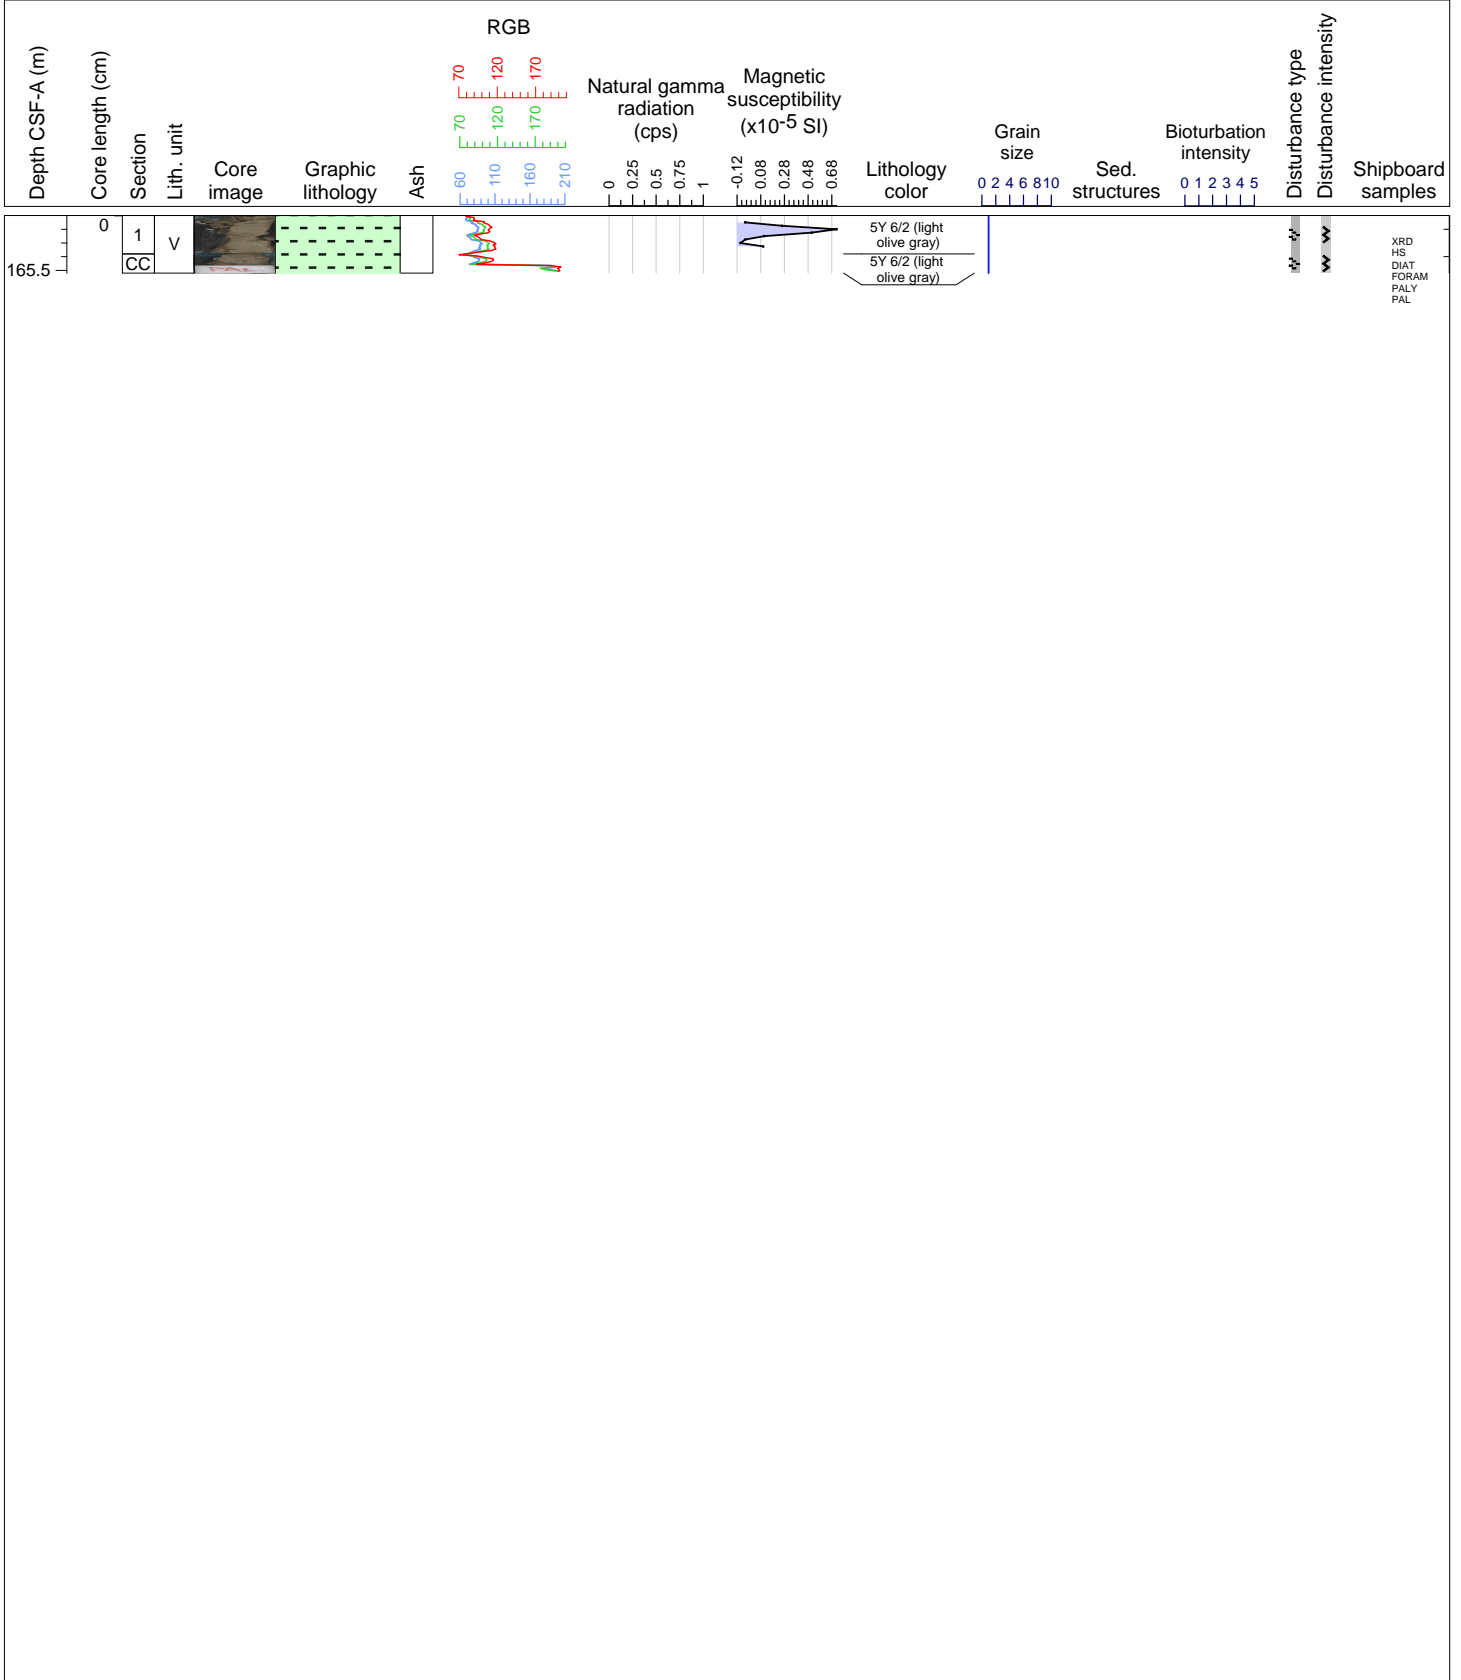 RGB
70 120 170
70 120 170
60 110 160 210
Depth CSF-A (m)
Core length (cm)
Section
Lith. unit
Core
image
Graphic
lithology
Ash
Natural gamma
radiation
(cps)
0 0.25 0.5 0.75 1
Magnetic
susceptibility
(x10-5 SI)
-0.12 0.08 0.28 0.48 0.68
Lithology
color
Grain
size
0 2 4 6 8 10
Sed.
structures
Bioturbation
intensity
0 1 2 3 4 5
Disturbance type
Disturbance intensity
Shipboard
samples
0
165.5
1
CC
V
PAL
5Y 6/2 (light
olive gray)
5Y 6/2 (light
olive gray)
XRD
HS
DIAT
FORAM
PALY
PAL